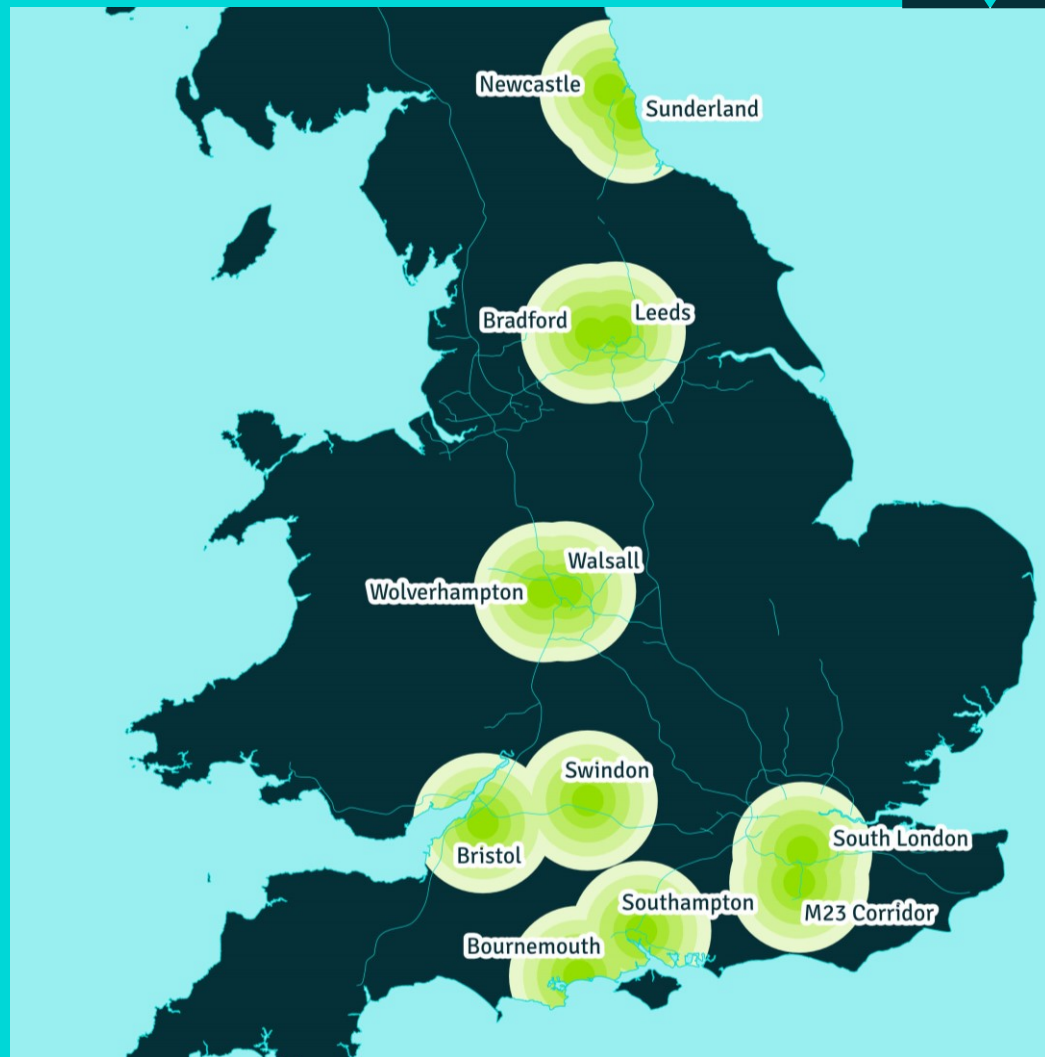 Newcastle
Sunderland
Bradford
Leeds
Walsall
Wolverhampton
Swindon
Bristol
South London
Southampton
M23 Corridor
Bournemouth